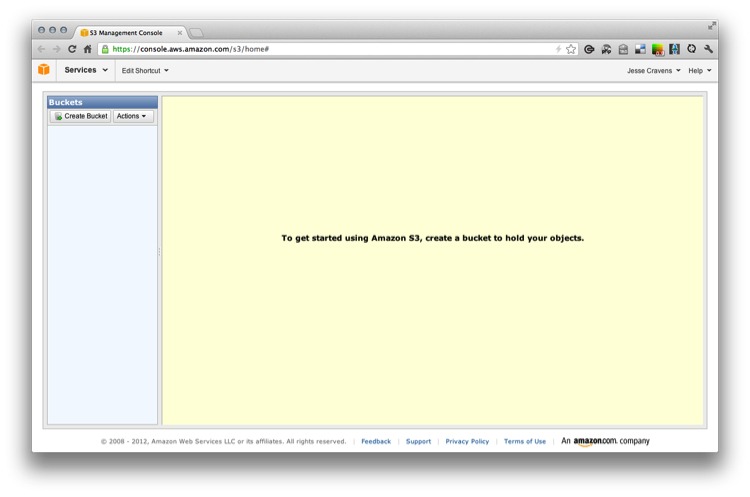 S3 Management Console
https://console.aws.amazon.com/s3/home#
Services Edit Shortcut Jesse Cravens Help
Buckets
Create Bucket Actions
To get started using Amazon S3, create a bucket to hold your objects.
© 2008 - 2012, Amazon Web Services LLC or its affiliates. All rights reserved. | Feedback | Support | Privacy Policy | Terms of Use | An amazon.com. company